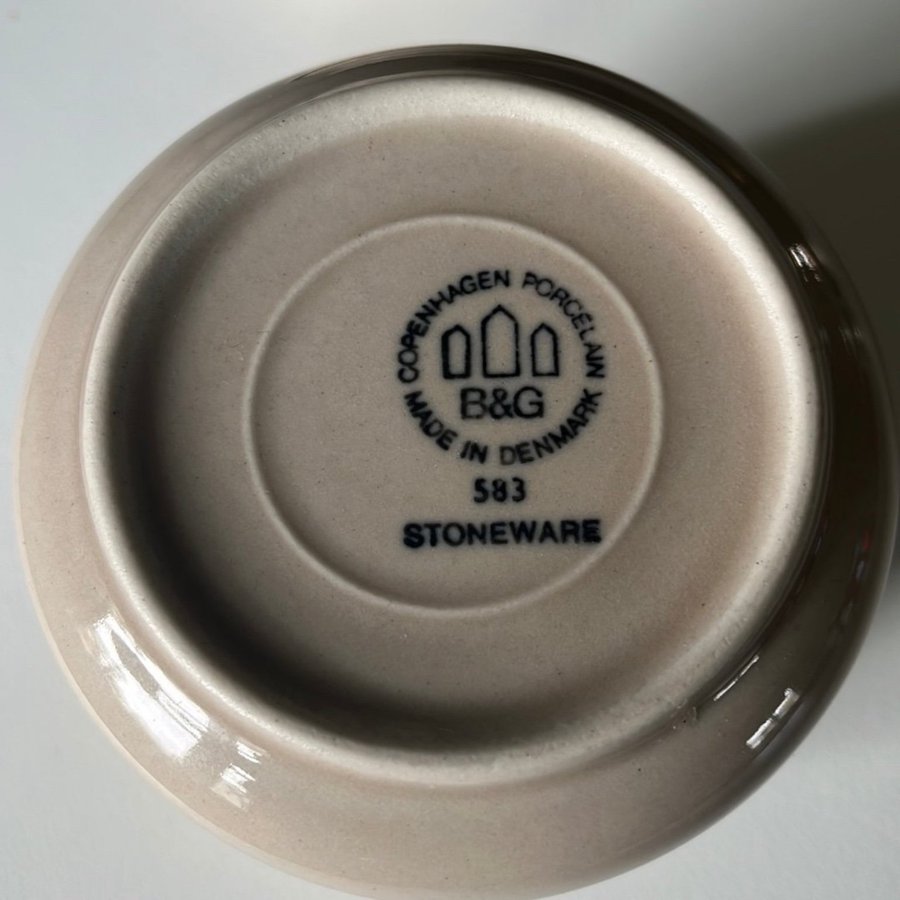 COPENHAGEN PORCELAIN
B&G
MADE IN DENMARK
583
STONEWARE